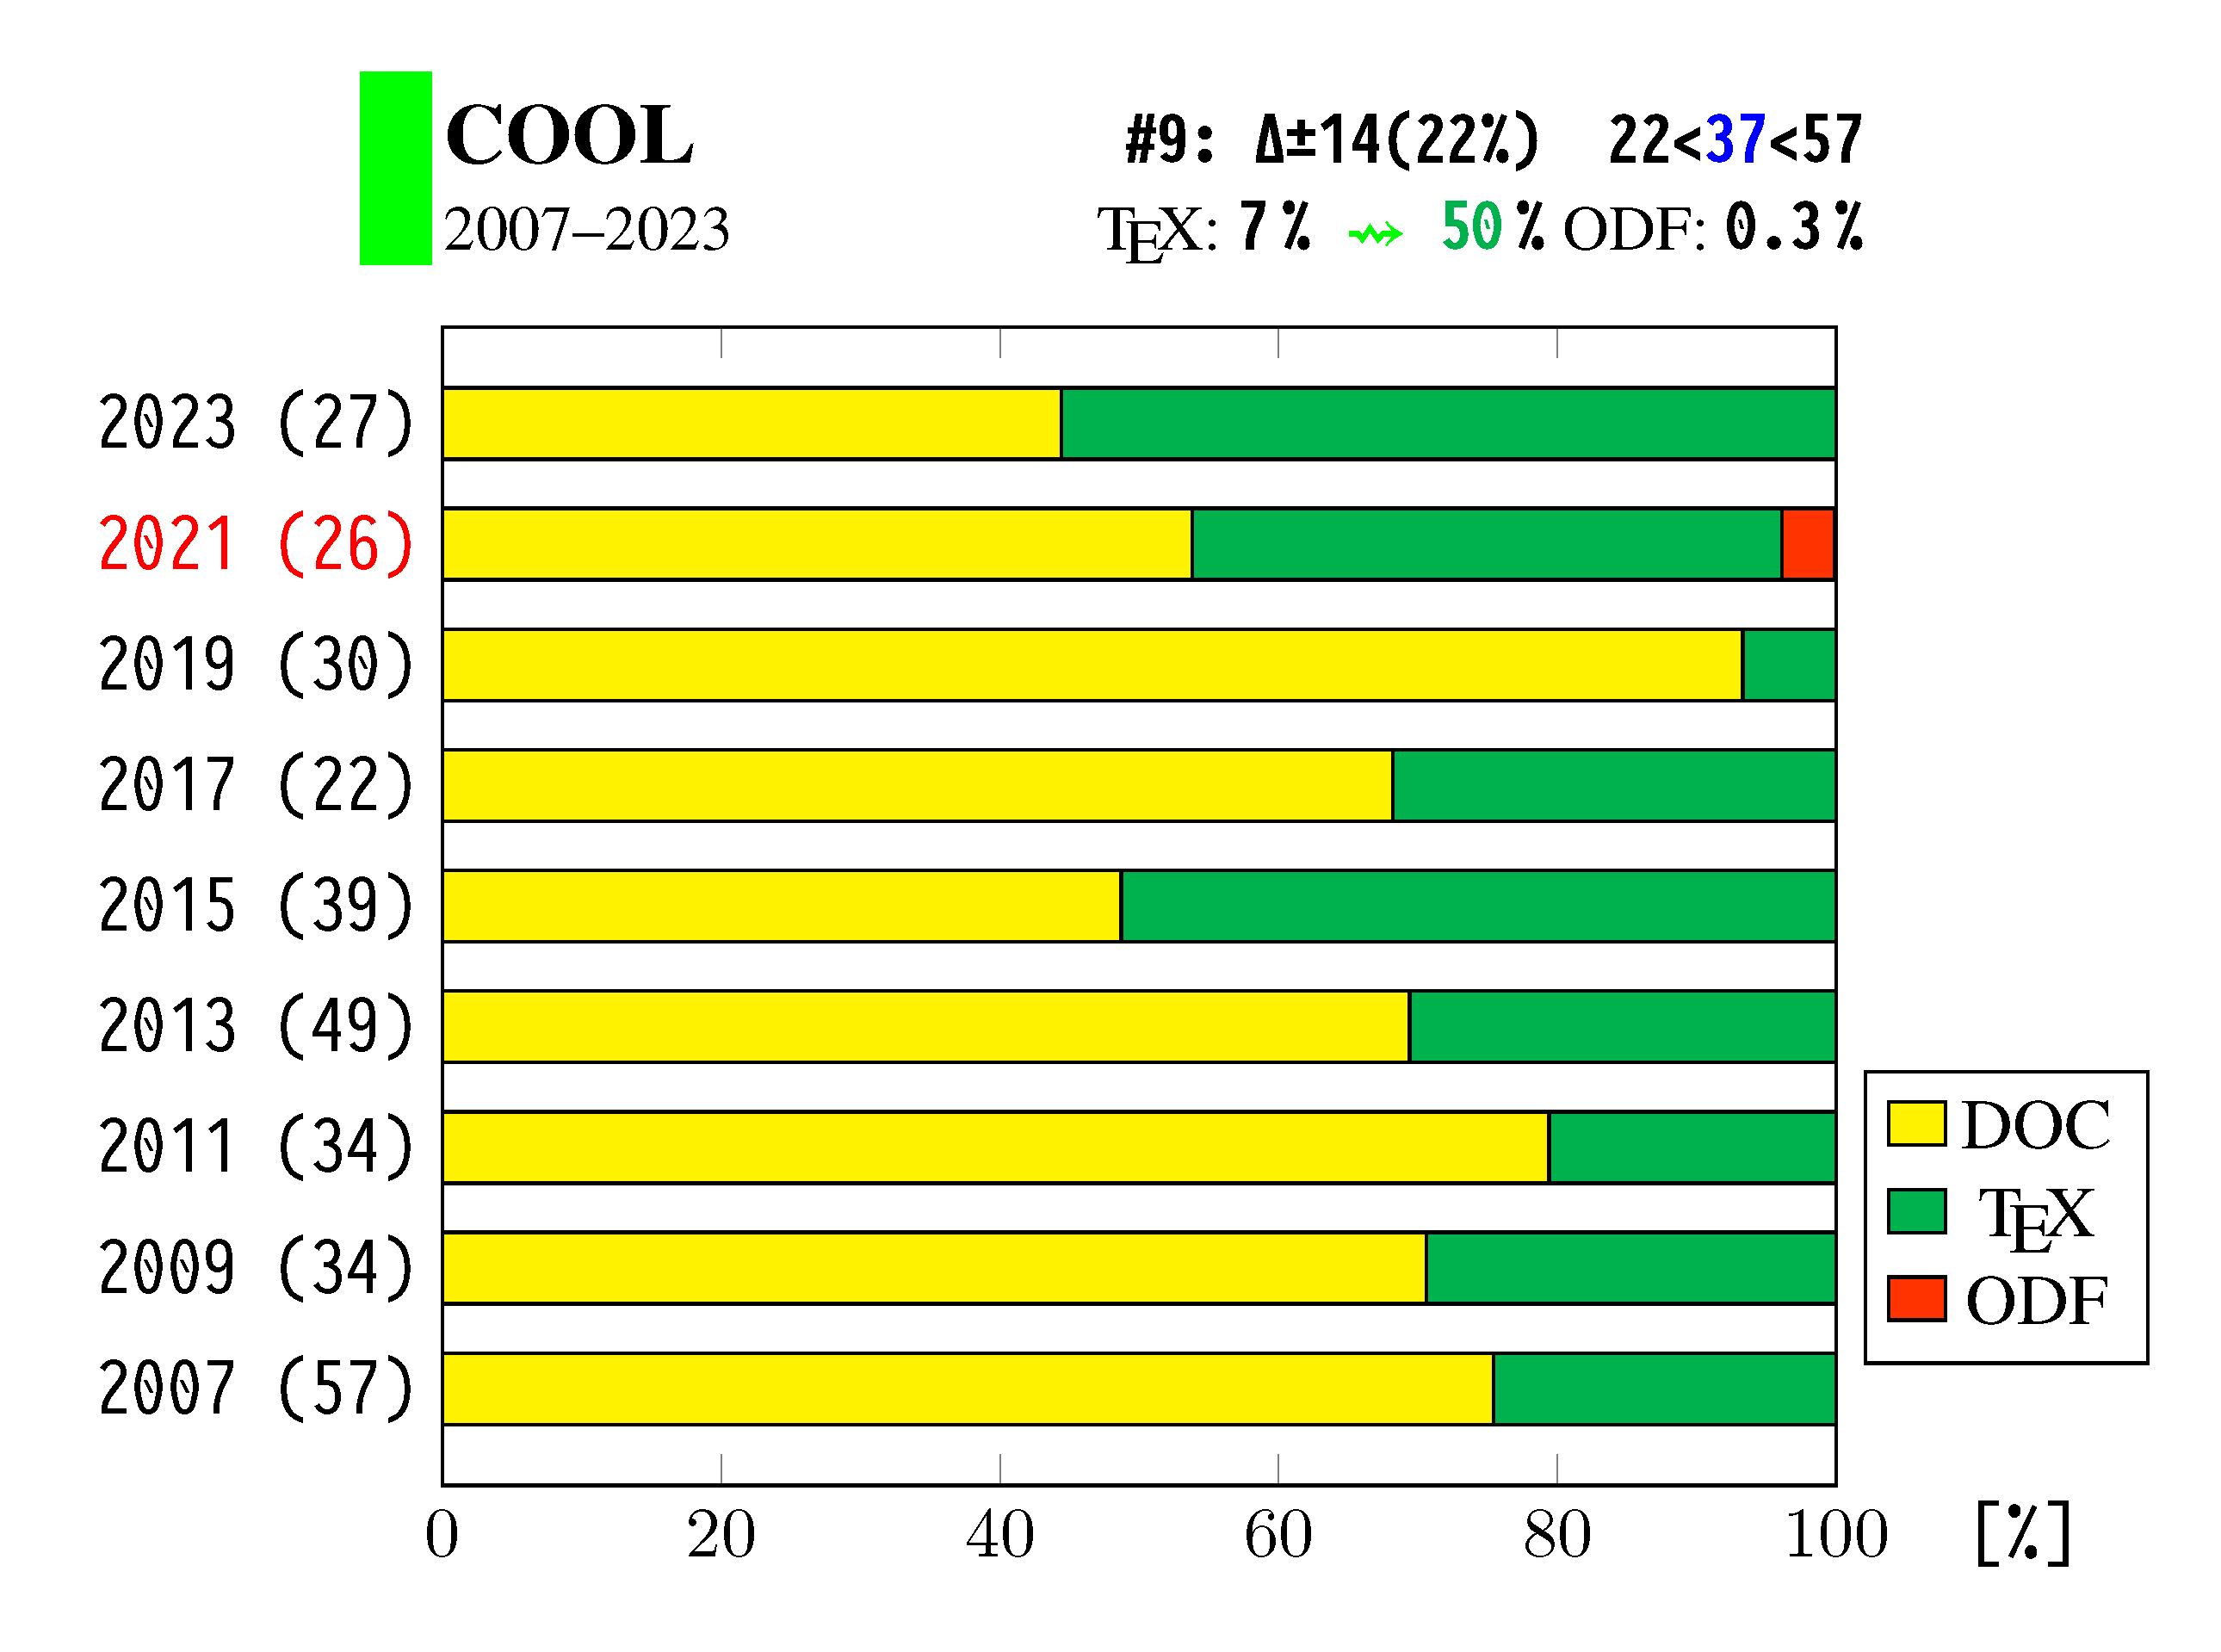 COOL
#9: Δ±14(22%) 22<37<57
2007–2023
TEX: 7% ⇝ 50% ODF: 0.3%
2023 (27)
2021 (26)
2019 (30)
2017 (22)
2015 (39)
2013 (49)
2011 (34)
2009 (34)
2007 (57)
DOC
TEX
ODF
0 20 40 60 80 100 [%]